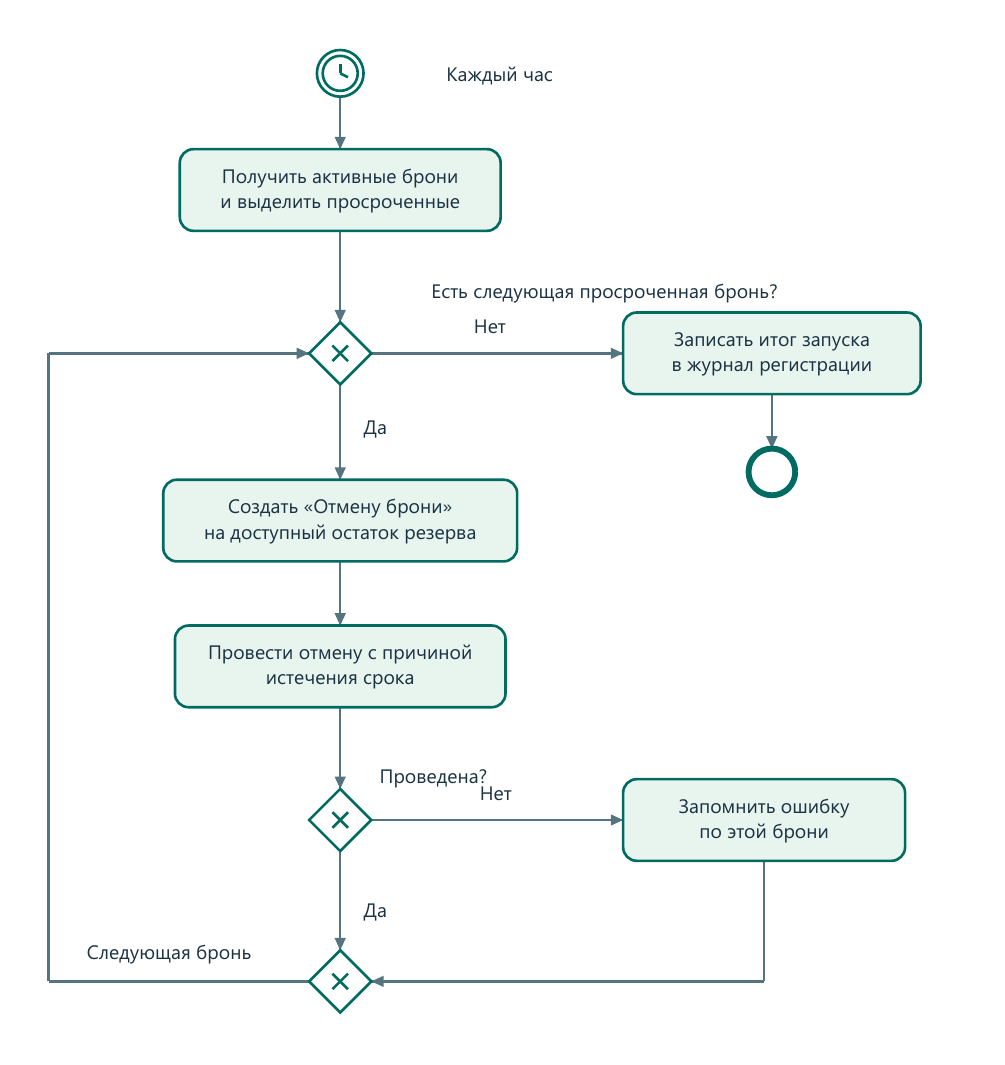 Каждый час
Получить активные брони
и выделить просроченные
Есть следующая просроченная бронь?
Нет
Записать итог запуска
в журнал регистрации
Да
Создать «Отмену брони»
на доступный остаток резерва
Провести отмену с причиной
истечения срока
Проведена?
Нет
Запомнить ошибку
по этой брони
Да
Следующая бронь